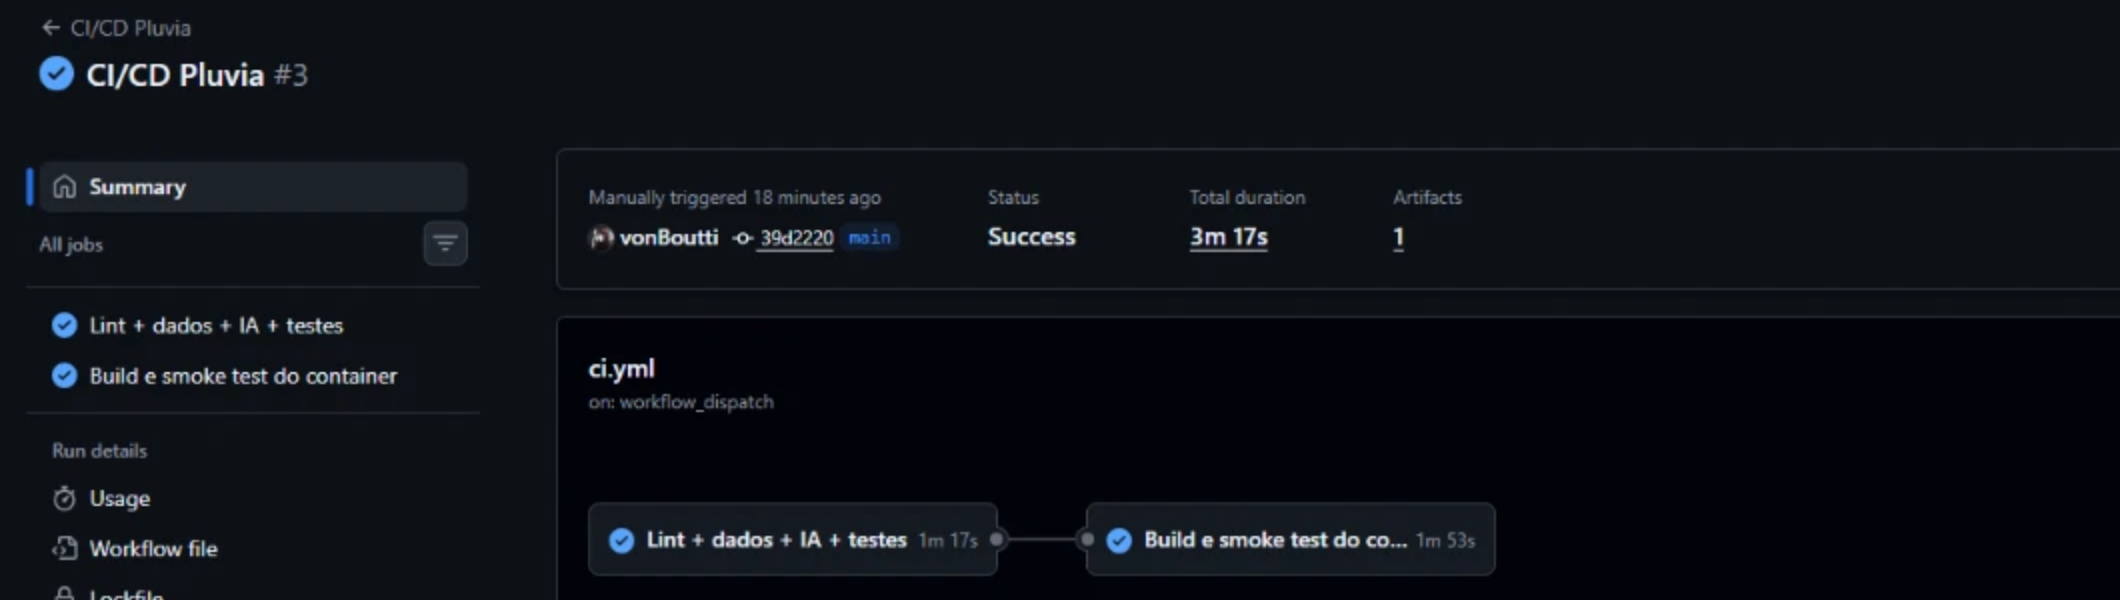 ← CI/CD Pluvia
CI/CD Pluvia #3
Summary
All jobs
Lint + dados + IA + testes
Build e smoke test do container
Run details
Usage
Workflow file
Lockfile
Manually triggered 18 minutes ago
vonBoutti 39d2220 main
Status
Success
Total duration
3m 17s
Artifacts
1
ci.yml
on: workflow_dispatch
Lint + dados + IA + testes 1m 17s
Build e smoke test do co... 1m 53s